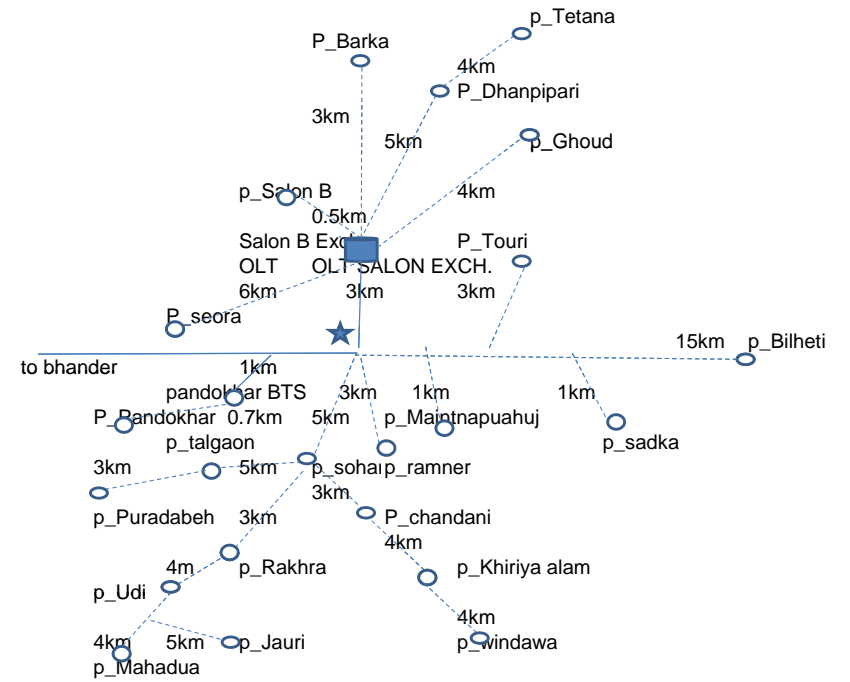 p_Tetana
P_Barka
4km
P_Dhanpipari
3km
5km
p_Ghoud
p_Salon B
4km
0.5km
Salon B Exch
P_Touri
OLT
OLT SALON EXCH.
6km
3km
3km
P_seora
15km
p_Bilheti
to bhander
1km
pandokhar BTS
3km
1km
1km
P_Pandokhar
0.7km
5km
p_Maintnapuahuj
p_talgaon
p_sadka
3km
5km
p_sohan
p_ramner
3km
p_Puradabeh
3km
P_chandani
4km
4m
p_Rakhra
p_Khiriya alam
p_Udi
4km
4km
5km
p_Jauri
p_windawa
p_Mahadua